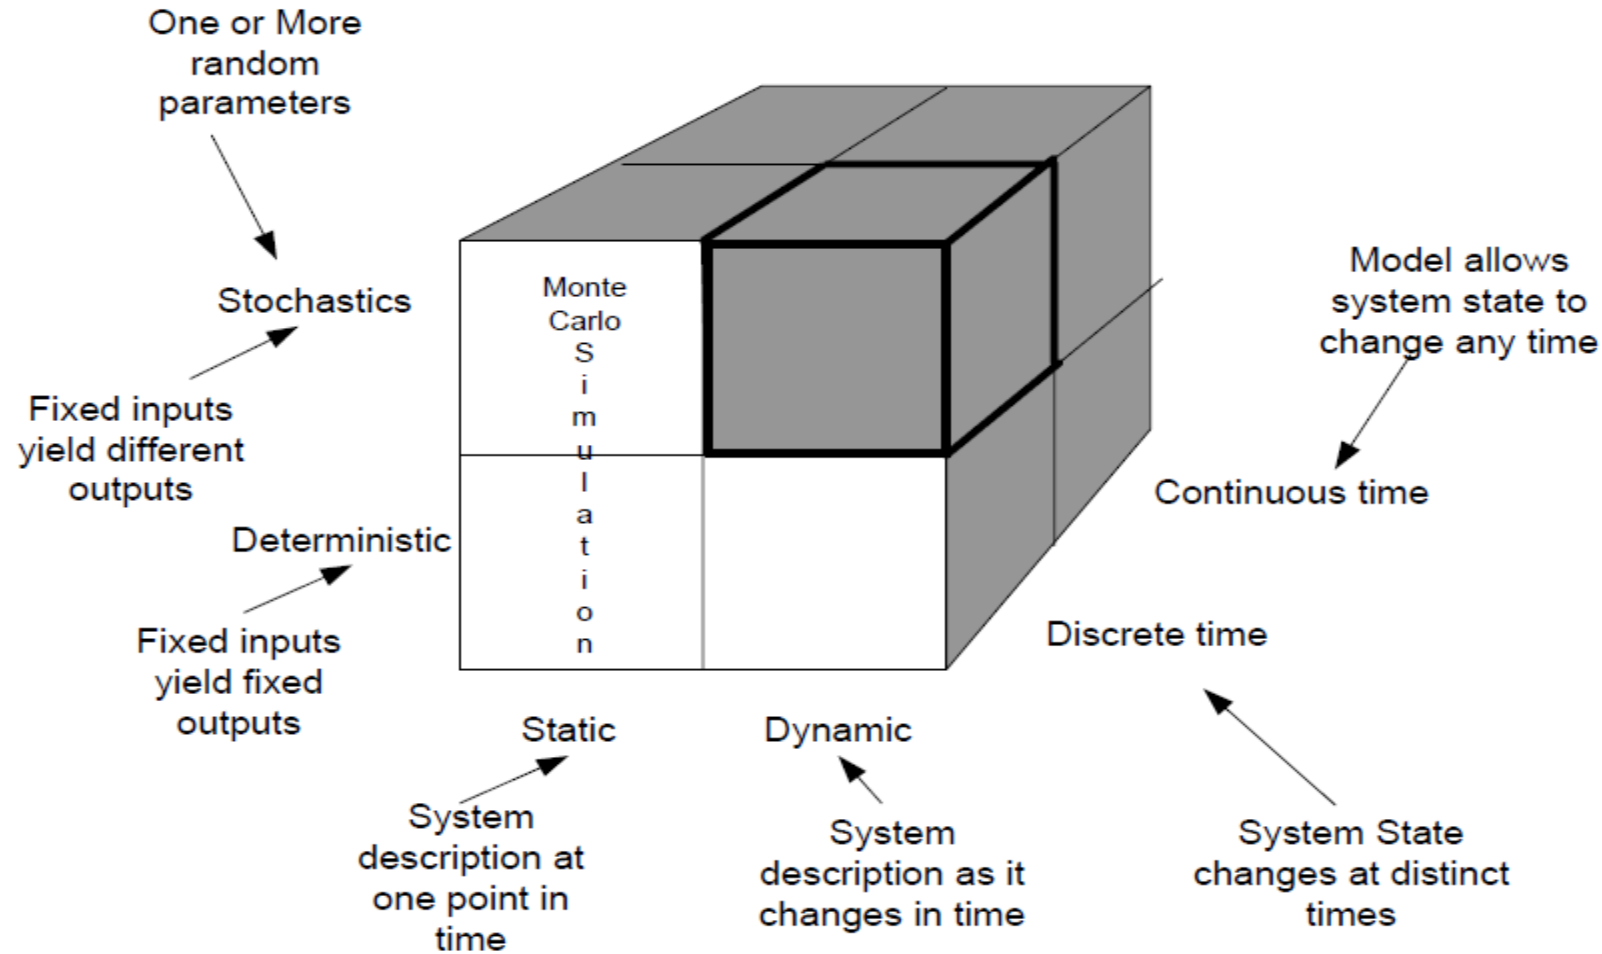 One or More
random
parameters
Stochastics
Fixed inputs
yield different
outputs
Deterministic
Fixed inputs
yield fixed
outputs
Monte
Carlo
S
i
m
u
l
a
t
i
o
n
Static
Dynamic
System
description at
one point in
time
System
description as it
changes in time
Model allows
system state to
change any time
Continuous time
Discrete time
System State
changes at distinct
times